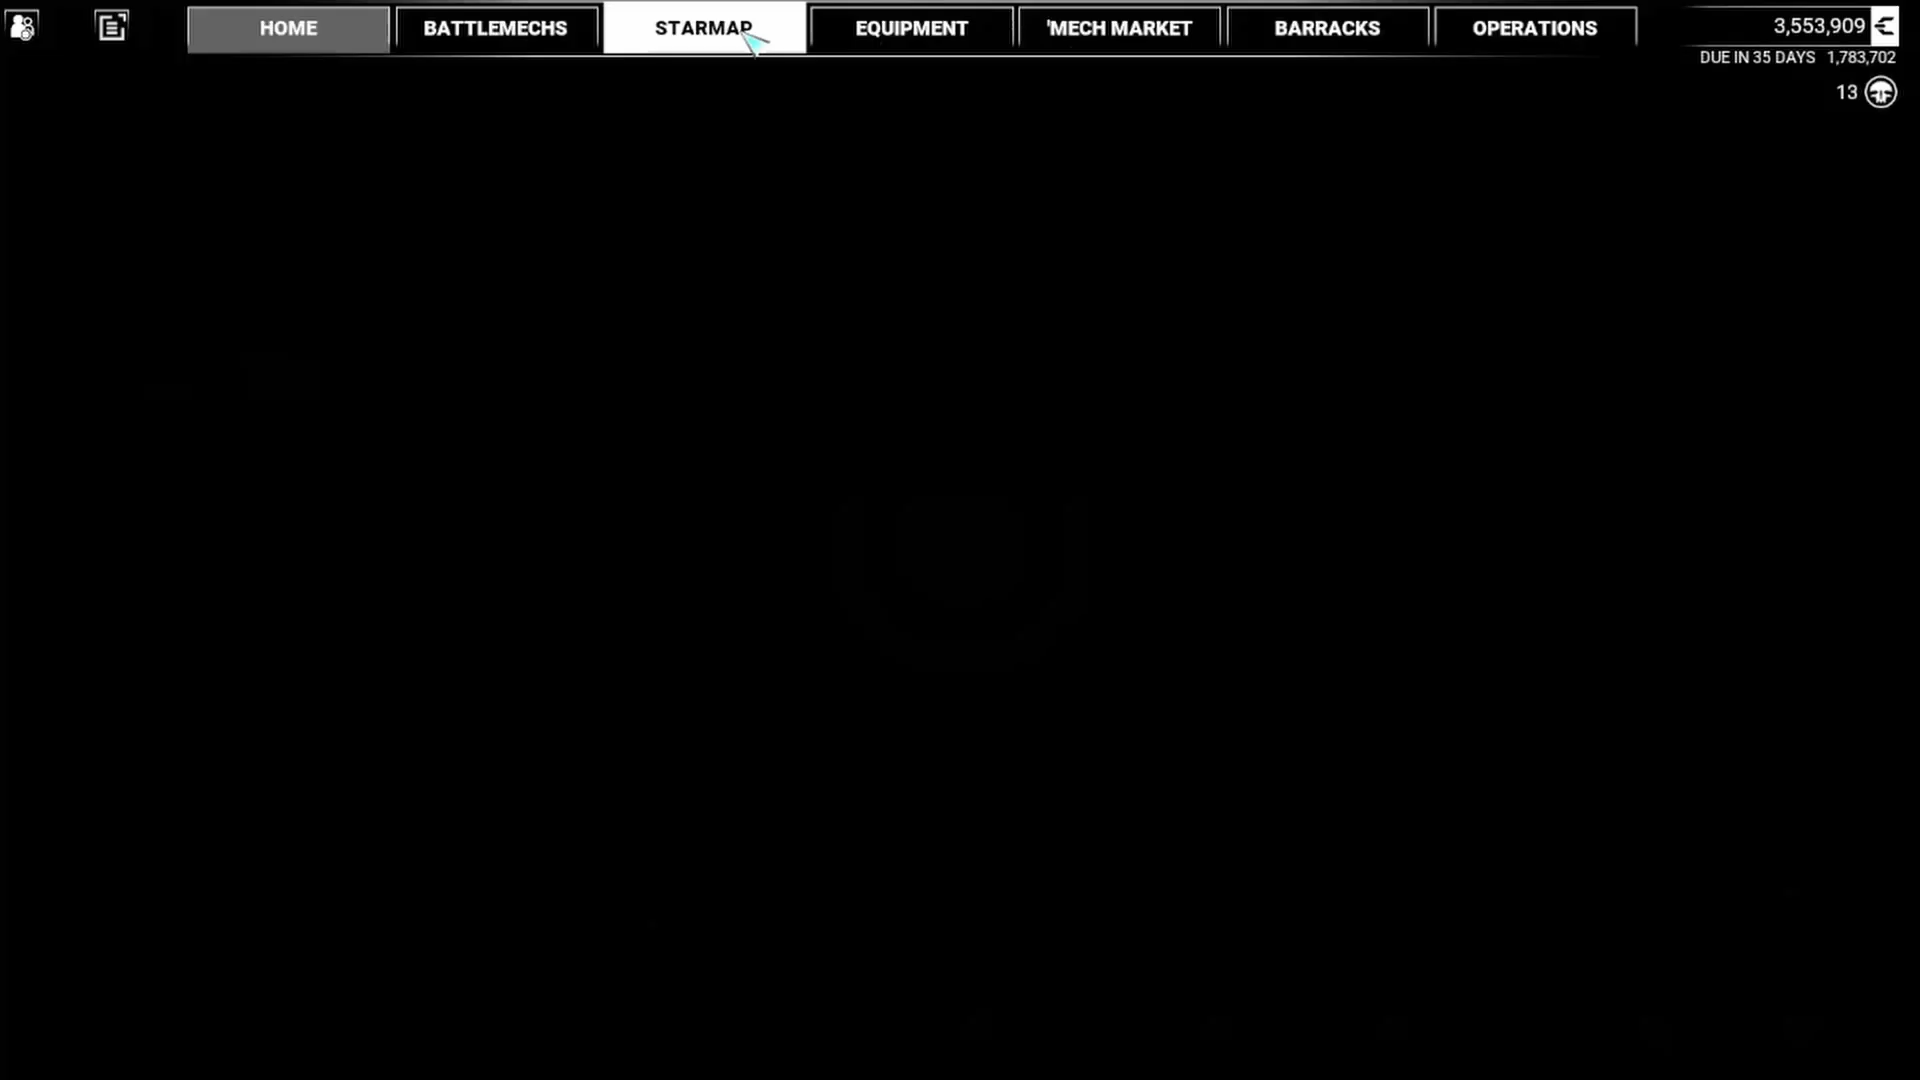 HOME BATTLEMECHS STARMAP EQUIPMENT 'MECH MARKET BARRACKS OPERATIONS 3,553,909
DUE IN 35 DAYS 1,783,702
13